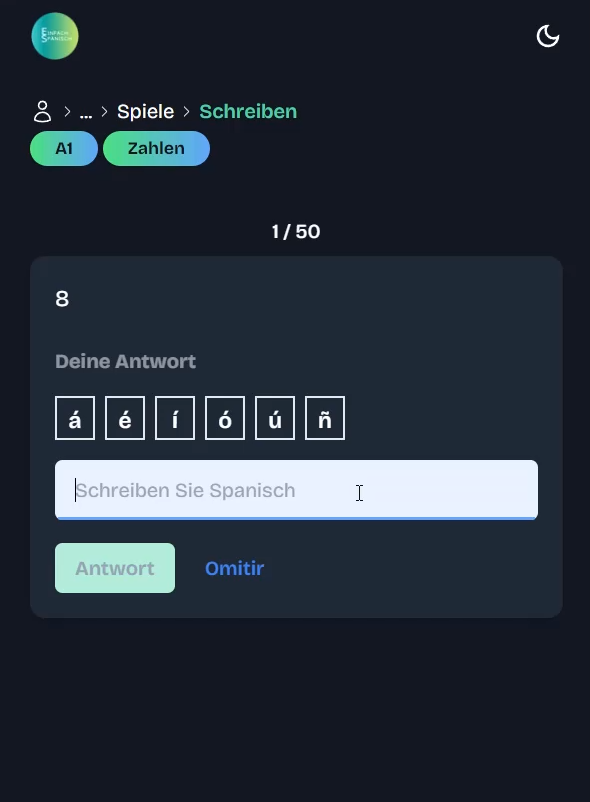 EINFACH
SPANISCH
... Spiele Schreiben
A1 Zahlen
1 / 50
8
Deine Antwort
á é í ó ú ñ
Schreiben Sie Spanisch
Antwort Omitir